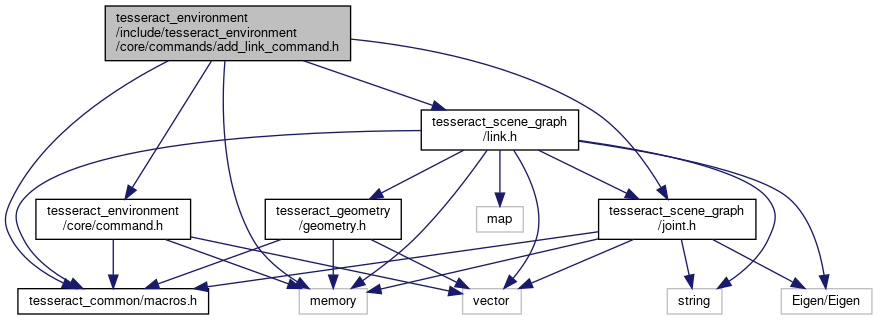 tesseract_environment
/include/tesseract_environment
/core/commands/add_link_command.h
tesseract_scene_graph
/link.h
tesseract_environment
/core/command.h
tesseract_geometry
/geometry.h
map
tesseract_scene_graph
/joint.h
tesseract_common/macros.h
memory
vector
string
Eigen/Eigen